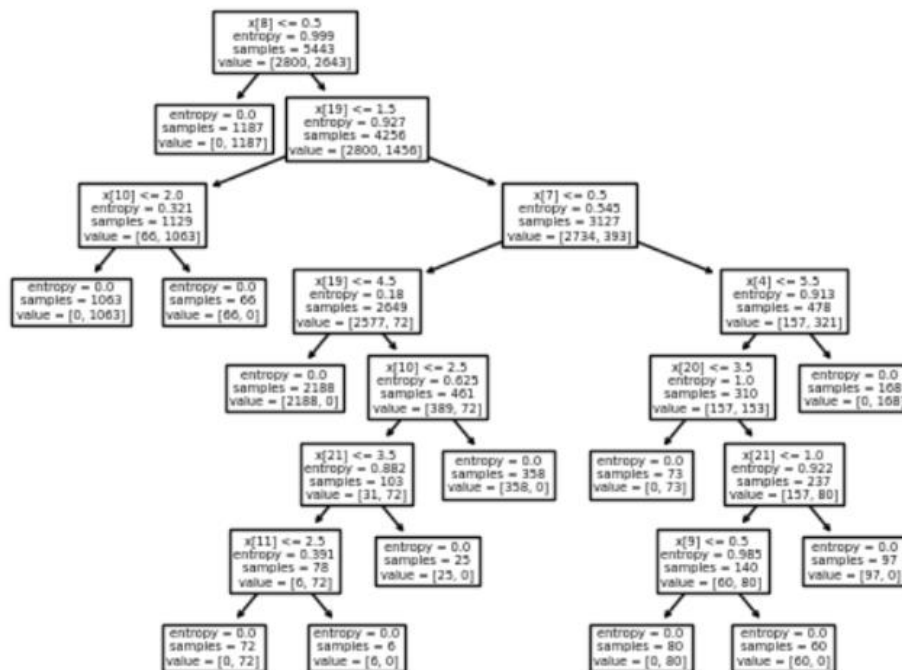 x[8] <= 0.5
entropy = 0.999
samples = 5443
value = [2800, 2643]
entropy = 0.0
samples = 1187
value = [0, 1187]
x[19] <= 1.5
entropy = 0.927
samples = 4256
value = [2800, 1456]
x[10] <= 2.0
entropy = 0.321
samples = 1129
value = [66, 1063]
x[7] <= 0.5
entropy = 0.545
samples = 3127
value = [2734, 393]
entropy = 0.0
samples = 1063
value = [0, 1063]
entropy = 0.0
samples = 66
value = [66, 0]
x[19] <= 4.5
entropy = 0.18
samples = 2649
value = [2577, 72]
x[4] <= 5.5
entropy = 0.913
samples = 478
value = [157, 321]
entropy = 0.0
samples = 2188
value = [2188, 0]
x[10] <= 2.5
entropy = 0.625
samples = 461
value = [389, 72]
x[20] <= 3.5
entropy = 1.0
samples = 310
value = [157, 153]
entropy = 0.0
samples = 168
value = [0, 168]
x[21] <= 3.5
entropy = 0.882
samples = 103
value = [31, 72]
entropy = 0.0
samples = 358
value = [358, 0]
entropy = 0.0
samples = 73
value = [0, 73]
x[21] <= 1.0
entropy = 0.922
samples = 237
value = [157, 80]
x[11] <= 2.5
entropy = 0.391
samples = 78
value = [6, 72]
entropy = 0.0
samples = 25
value = [25, 0]
x[9] <= 0.5
entropy = 0.985
samples = 140
value = [60, 80]
entropy = 0.0
samples = 97
value = [97, 0]
entropy = 0.0
samples = 72
value = [0, 72]
entropy = 0.0
samples = 6
value = [6, 0]
entropy = 0.0
samples = 80
value = [0, 80]
entropy = 0.0
samples = 60
value = [60, 0]